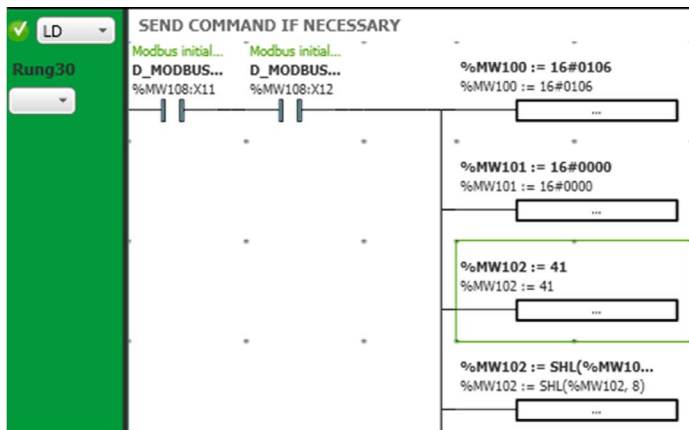 LD
SEND COMMAND IF NECESSARY
Rung30
Modbus initial... Modbus initial...
D_MODBUS... D_MODBUS...
%MW108:X11 %MW108:X12
%MW100 := 16#0106
%MW100 := 16#0106
...
%MW101 := 16#0000
%MW101 := 16#0000
...
%MW102 := 41
%MW102 := 41
...
%MW102 := SHL(%MW10...
%MW102 := SHL(%MW102, 8)
...